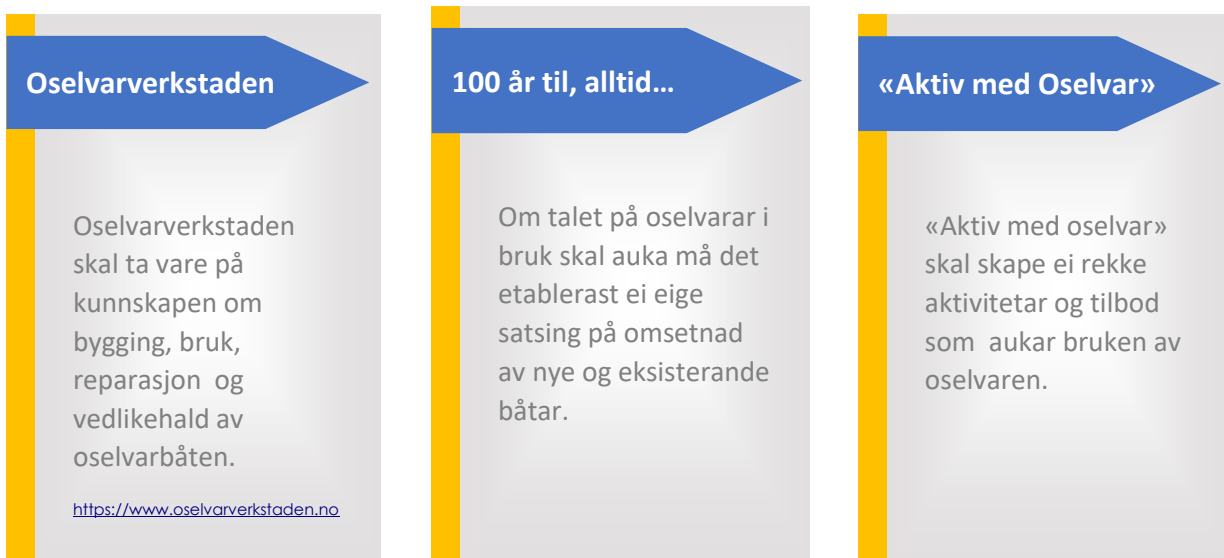 Oselvarverkstaden
Oselvarverkstaden
skal ta vare på
kunnskapen om
bygging, bruk,
reparasjon og
vedlikehald av
oselvarbåten.
https://www.oselvarverkstaden.no
100 år til, alltid…
Om talet på oselvarar i
bruk skal auka må det
etablerast ei eige
satsing på omsetnad
av nye og eksisterande
båtar.
«Aktiv med Oselvar»
«Aktiv med oselvar»
skal skape ei rekke
aktivitetar og tilbod
som aukar bruken av
oselvaren.